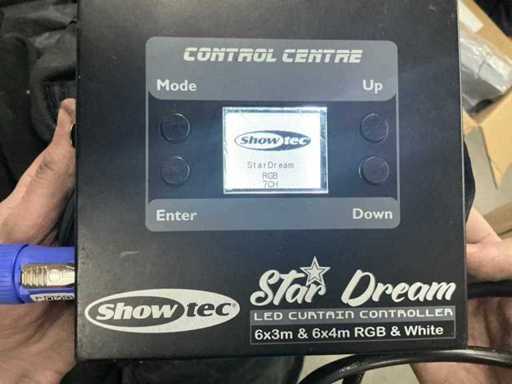 CONTROL CENTRE
Mode
Up
Showtec
StarDream
RGB
7CH
Enter
Down
Showtec®
Star Dream
LED CURTAIN CONTROLLER
6x3m & 6x4m RGB & White